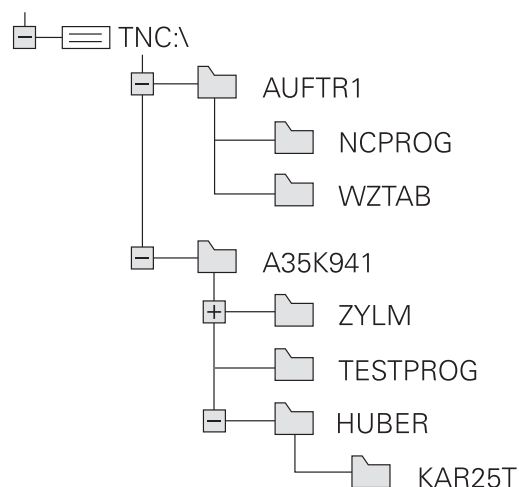 TNC:\
AUFTR1
NCPROG
WZTAB
A35K941
ZYLM
TESTPROG
HUBER
KAR25T